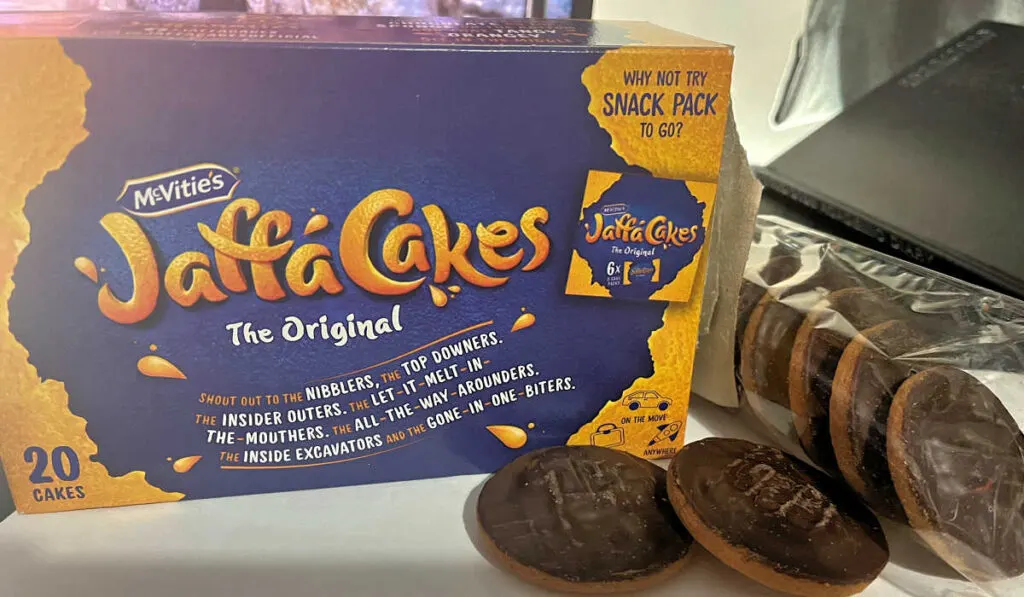 WHY NOT TRY
SNACK PACK
TO GO?
McVitie's
Jaffa Cakes
The Original
Jaffa Cakes
The Original
6x
SHOUT OUT TO THE NIBBLERS, THE TOP DOWNERS.
THE INSIDER OUTERS. THE LET-IT-MELT-IN-
THE-MOUTHERS. THE ALL-THE-WAY-AROUNDERS.
THE INSIDE EXCAVATORS AND THE GONE-IN-ONE-BITERS.
ON THE MOVE
ANYWHERE
20
CAKES